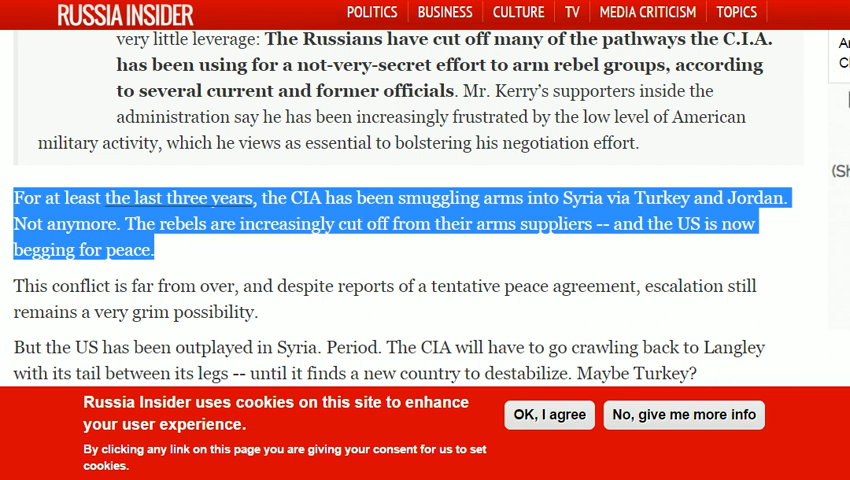 RUSSIA INSIDER
POLITICS BUSINESS CULTURE TV MEDIA CRITICISM TOPICS
very little leverage: The Russians have cut off many of the pathways the C.I.A.
has been using for a not-very-secret effort to arm rebel groups, according
to several current and former officials. Mr. Kerry's supporters inside the
administration say he has been increasingly frustrated by the low level of American
military activity, which he views as essential to bolstering his negotiation effort.
For at least the last three years, the CIA has been smuggling arms into Syria via Turkey and Jordan.
Not anymore. The rebels are increasingly cut off from their arms suppliers -- and the US is now
begging for peace.
This conflict is far from over, and despite reports of a tentative peace agreement, escalation still
remains a very grim possibility.
But the US has been outplayed in Syria. Period. The CIA will have to go crawling back to Langley
with its tail between its legs -- until it finds a new country to destabilize. Maybe Turkey?
Russia Insider uses cookies on this site to enhance
your user experience.
By clicking any link on this page you are giving your consent for us to set
cookies.
OK, I agree
No, give me more info